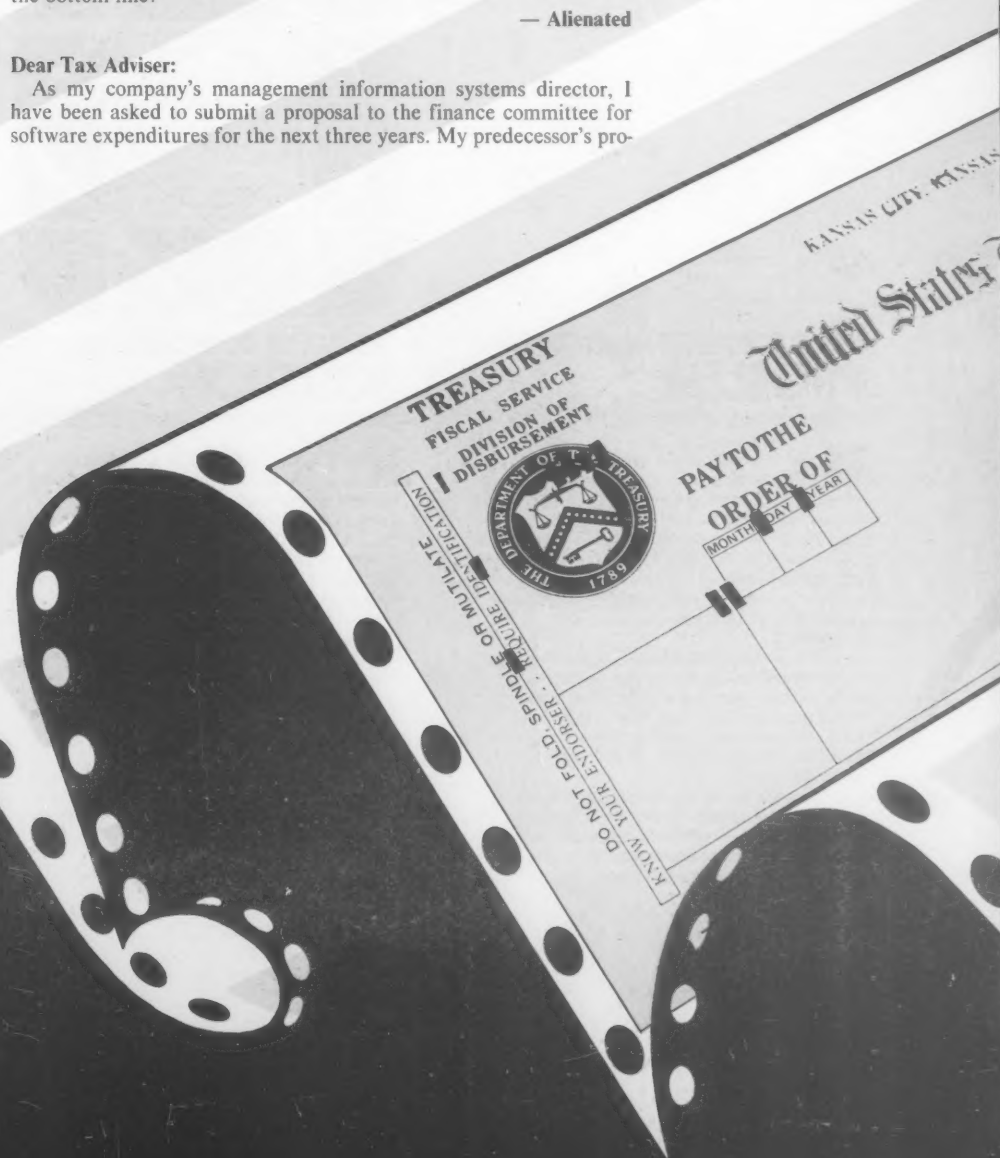 — Alienated
Dear Tax Adviser:
As my company's management information systems director, I
have been asked to submit a proposal to the finance committee for
software expenditures for the next three years. My predecessor's pro-
KANSAS CITY, KANSAS
United States
TREASURY
FISCAL SERVICE
DIVISION OF
DISBURSEMENT
THE DEPARTMENT OF THE TREASURY
1789
PAY TO THE
ORDER OF
MONTH DAY YEAR
DO NOT FOLD, SPINDLE OR MUTILATE
KNOW YOUR ENDORSER . . REQUIRE IDENTIFICATION